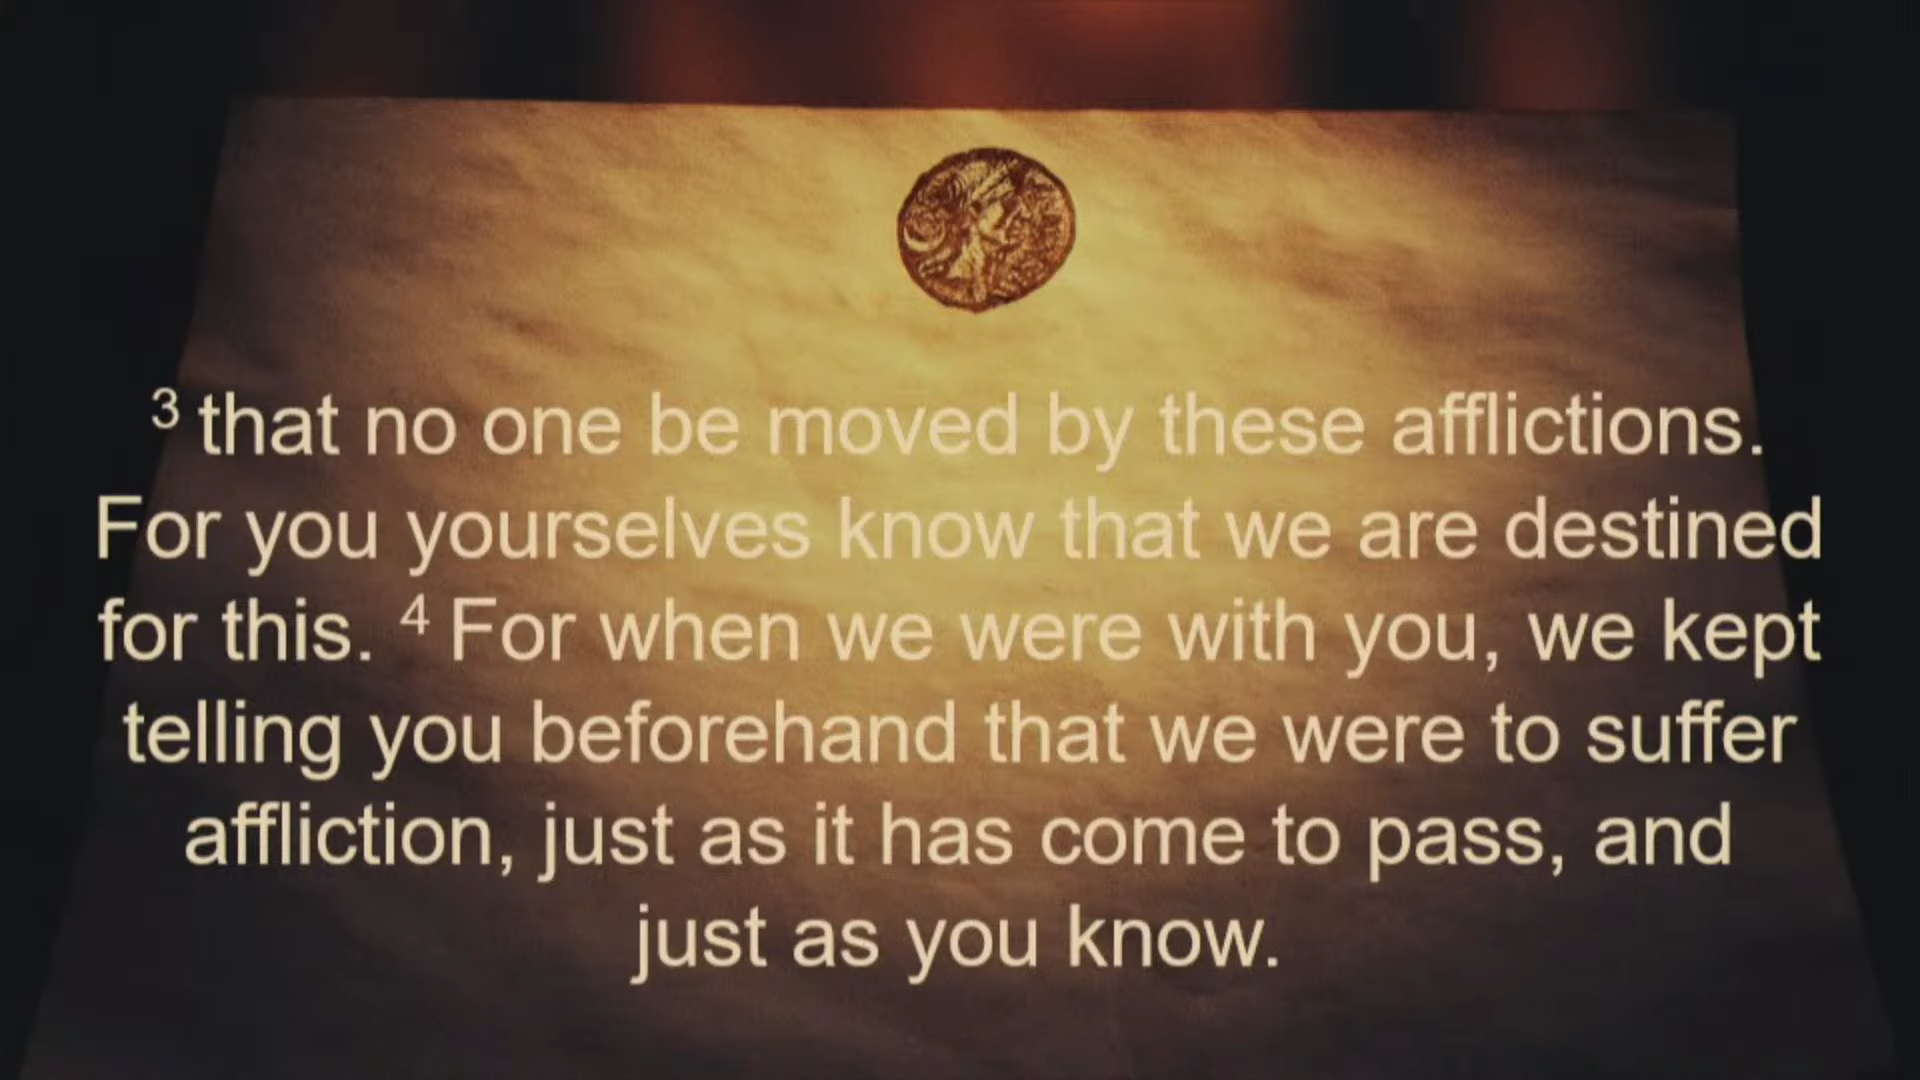 3 that no one be moved by these afflictions.
For you yourselves know that we are destined
for this. 4 For when we were with you, we kept
telling you beforehand that we were to suffer
affliction, just as it has come to pass, and
just as you know.